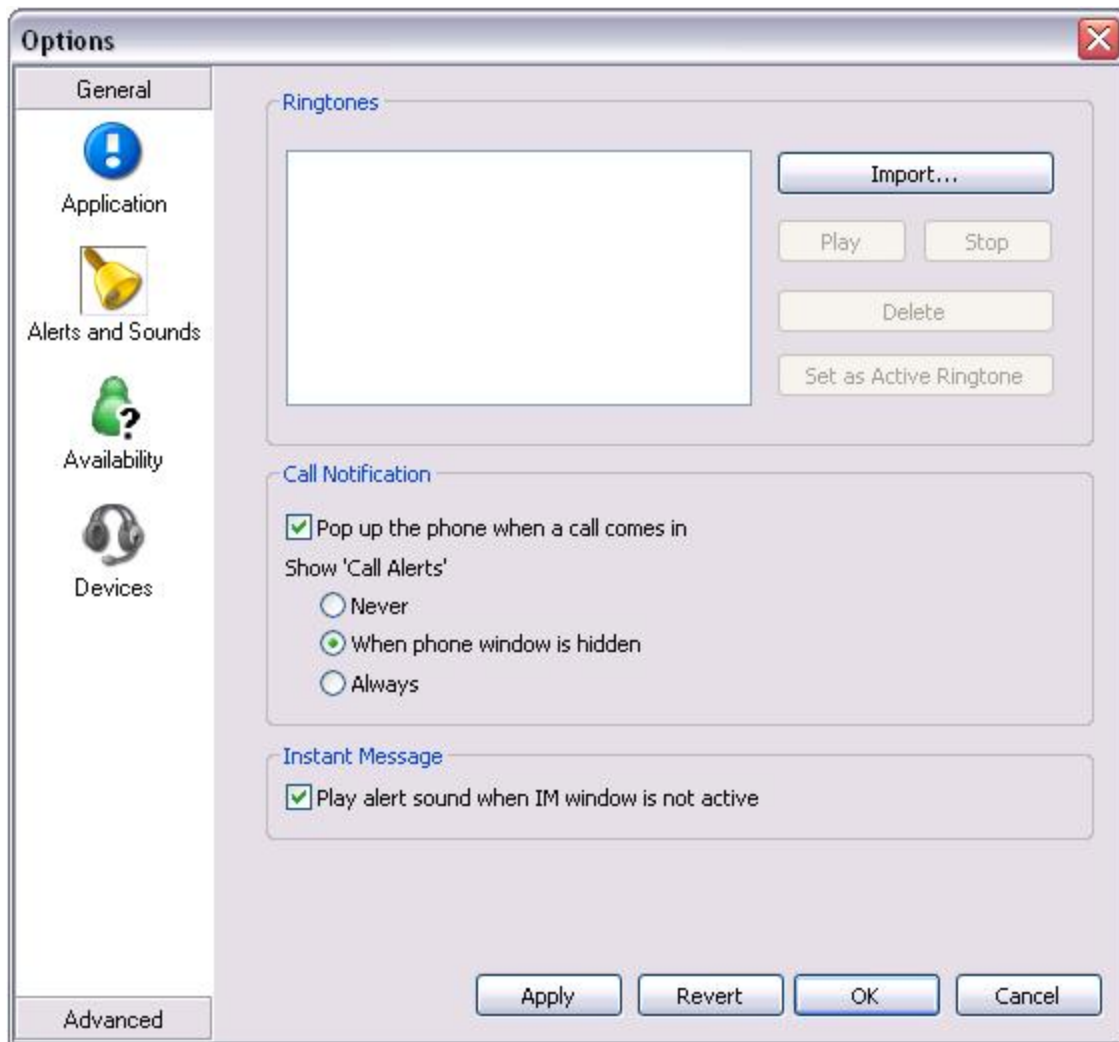 Options
General
Application
Alerts and Sounds
Availability
Devices
Advanced
Ringtones
Import...
Play Stop
Delete
Set as Active Ringtone
Call Notification
Pop up the phone when a call comes in
Show 'Call Alerts'
Never
When phone window is hidden
Always
Instant Message
Play alert sound when IM window is not active
Apply Revert OK Cancel